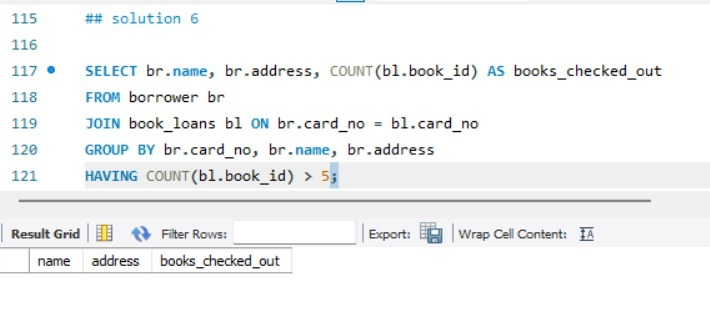 115 ## solution 6
116
117 SELECT br.name, br.address, COUNT(bl.book_id) AS books_checked_out
118 FROM borrower br
119 JOIN book_loans bl ON br.card_no = bl.card_no
120 GROUP BY br.card_no, br.name, br.address
121 HAVING COUNT(bl.book_id) > 5;
Result Grid Filter Rows: Export: Wrap Cell Content: IA
name address books_checked_out